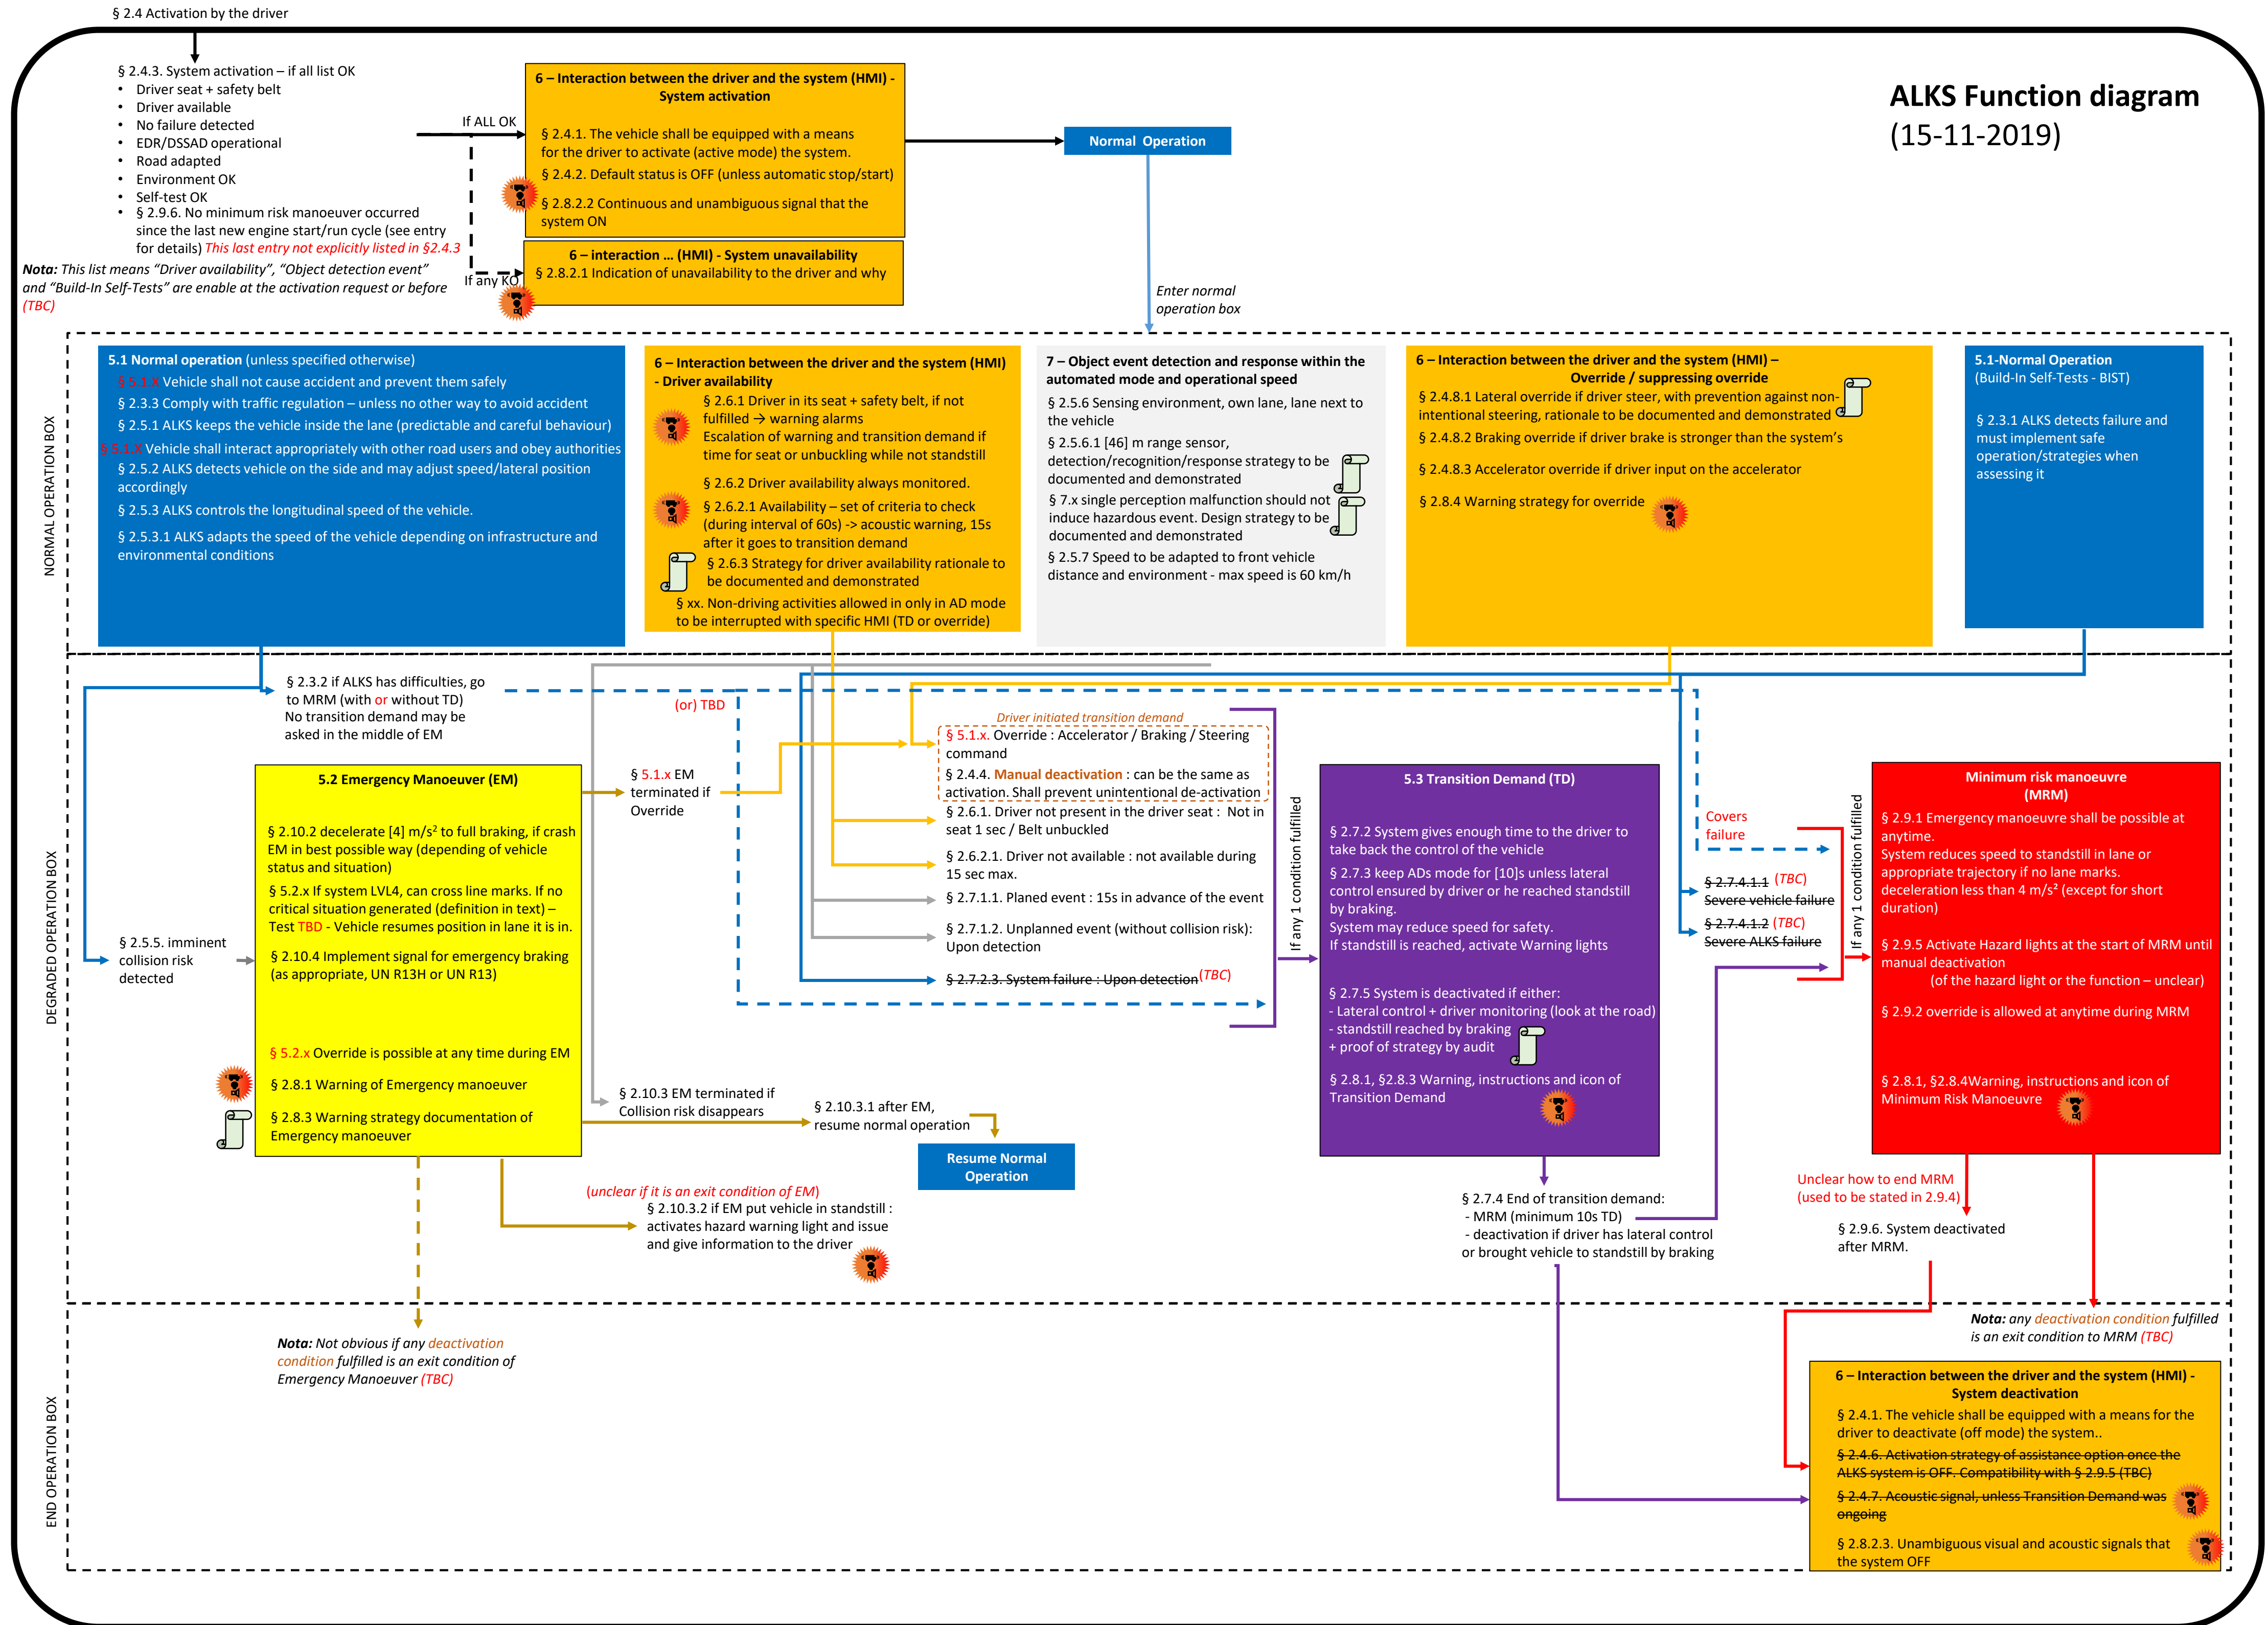 § 2.4 Activation by the driver
ALKS Function diagram
(15-11-2019)
§ 2.4.3. System activation – if all list OK
• Driver seat + safety belt
• Driver available
• No failure detected
• EDR/DSSAD operational
• Road adapted
• Environment OK
• Self-test OK
• § 2.9.6. No minimum risk manoeuver occurred
since the last new engine start/run cycle (see entry
for details) This last entry not explicitly listed in §2.4.3
Nota: This list means “Driver availability”, “Object detection event”
and “Build-In Self-Tests” are enable at the activation request or before
(TBC)
If ALL OK
If any KO
6 – Interaction between the driver and the system (HMI) -
System activation
§ 2.4.1. The vehicle shall be equipped with a means
for the driver to activate (active mode) the system.
§ 2.4.2. Default status is OFF (unless automatic stop/start)
§ 2.8.2.2 Continuous and unambiguous signal that the
system ON
6 – interaction ... (HMI) - System unavailability
§ 2.8.2.1 Indication of unavailability to the driver and why
Normal Operation
Enter normal
operation box
NORMAL OPERATION BOX
5.1 Normal operation (unless specified otherwise)
§ 5.1.X Vehicle shall not cause accident and prevent them safely
§ 2.3.3 Comply with traffic regulation – unless no other way to avoid accident
§ 2.5.1 ALKS keeps the vehicle inside the lane (predictable and careful behaviour)
§ 5.1.X Vehicle shall interact appropriately with other road users and obey authorities
§ 2.5.2 ALKS detects vehicle on the side and may adjust speed/lateral position
accordingly
§ 2.5.3 ALKS controls the longitudinal speed of the vehicle.
§ 2.5.3.1 ALKS adapts the speed of the vehicle depending on infrastructure and
environmental conditions
6 – Interaction between the driver and the system (HMI)
- Driver availability
§ 2.6.1 Driver in its seat + safety belt, if not
fulfilled → warning alarms
Escalation of warning and transition demand if
time for seat or unbuckling while not standstill
§ 2.6.2 Driver availability always monitored.
§ 2.6.2.1 Availability – set of criteria to check
(during interval of 60s) -> acoustic warning, 15s
after it goes to transition demand
§ 2.6.3 Strategy for driver availability rationale to
be documented and demonstrated
§ xx. Non-driving activities allowed in only in AD mode
to be interrupted with specific HMI (TD or override)
7 – Object event detection and response within the
automated mode and operational speed
§ 2.5.6 Sensing environment, own lane, lane next to
the vehicle
§ 2.5.6.1 [46] m range sensor,
detection/recognition/response strategy to be
documented and demonstrated
§ 7.x single perception malfunction should not
induce hazardous event. Design strategy to be
documented and demonstrated
§ 2.5.7 Speed to be adapted to front vehicle
distance and environment - max speed is 60 km/h
6 – Interaction between the driver and the system (HMI) –
Override / suppressing override
§ 2.4.8.1 Lateral override if driver steer, with prevention against non-
intentional steering, rationale to be documented and demonstrated
§ 2.4.8.2 Braking override if driver brake is stronger than the system’s
§ 2.4.8.3 Accelerator override if driver input on the accelerator
§ 2.8.4 Warning strategy for override
5.1-Normal Operation
(Build-In Self-Tests - BIST)
§ 2.3.1 ALKS detects failure and
must implement safe
operation/strategies when
assessing it
DEGRADED OPERATION BOX
§ 2.3.2 if ALKS has difficulties, go
to MRM (with or without TD)
No transition demand may be
asked in the middle of EM
(or) TBD
§ 2.5.5. imminent
collision risk
detected
5.2 Emergency Manoeuver (EM)
§ 2.10.2 decelerate [4] m/s² to full braking, if crash
EM in best possible way (depending of vehicle
status and situation)
§ 5.2.x If system LVL4, can cross line marks. If no
critical situation generated (definition in text) –
Test TBD - Vehicle resumes position in lane it is in.
§ 2.10.4 Implement signal for emergency braking
(as appropriate, UN R13H or UN R13)
§ 5.2.x Override is possible at any time during EM
§ 2.8.1 Warning of Emergency manoeuver
§ 2.8.3 Warning strategy documentation of
Emergency manoeuver
§ 5.1.x EM
terminated if
Override
§ 2.10.3 EM terminated if
Collision risk disappears
§ 2.10.3.1 after EM,
resume normal operation
Resume Normal
Operation
(unclear if it is an exit condition of EM)
§ 2.10.3.2 if EM put vehicle in standstill :
activates hazard warning light and issue
and give information to the driver
Driver initiated transition demand
§ 5.1.x. Override : Accelerator / Braking / Steering
command
§ 2.4.4. Manual deactivation : can be the same as
activation. Shall prevent unintentional de-activation
§ 2.6.1. Driver not present in the driver seat : Not in
seat 1 sec / Belt unbuckled
§ 2.6.2.1. Driver not available : not available during
15 sec max.
§ 2.7.1.1. Planed event : 15s in advance of the event
§ 2.7.1.2. Unplanned event (without collision risk):
Upon detection
§ 2.7.2.3. System failure : Upon detection (TBC)
If any 1 condition fulfilled
5.3 Transition Demand (TD)
§ 2.7.2 System gives enough time to the driver to
take back the control of the vehicle
§ 2.7.3 keep ADs mode for [10]s unless lateral
control ensured by driver or he reached standstill
by braking.
System may reduce speed for safety.
If standstill is reached, activate Warning lights
§ 2.7.5 System is deactivated if either:
- Lateral control + driver monitoring (look at the road)
- standstill reached by braking
+ proof of strategy by audit
§ 2.8.1, §2.8.3 Warning, instructions and icon of
Transition Demand
§ 2.7.4 End of transition demand:
- MRM (minimum 10s TD)
- deactivation if driver has lateral control
or brought vehicle to standstill by braking
Covers
failure
§ 2.7.4.1.1 (TBC)
Severe vehicle failure
§ 2.7.4.1.2 (TBC)
Severe ALKS failure
If any 1 condition fulfilled
Minimum risk manoeuvre
(MRM)
§ 2.9.1 Emergency manoeuvre shall be possible at
anytime.
System reduces speed to standstill in lane or
appropriate trajectory if no lane marks.
deceleration less than 4 m/s² (except for short
duration)
§ 2.9.5 Activate Hazard lights at the start of MRM until
manual deactivation
(of the hazard light or the function – unclear)
§ 2.9.2 override is allowed at anytime during MRM
§ 2.8.1, §2.8.4Warning, instructions and icon of
Minimum Risk Manoeuvre
Unclear how to end MRM
(used to be stated in 2.9.4)
§ 2.9.6. System deactivated
after MRM.
END OPERATION BOX
Nota: Not obvious if any deactivation
condition fulfilled is an exit condition of
Emergency Manoeuver (TBC)
Nota: any deactivation condition fulfilled
is an exit condition to MRM (TBC)
6 – Interaction between the driver and the system (HMI) -
System deactivation
§ 2.4.1. The vehicle shall be equipped with a means for the
driver to deactivate (off mode) the system..
§ 2.4.6. Activation strategy of assistance option once the
ALKS system is OFF. Compatibility with § 2.9.5 (TBC)
§ 2.4.7. Acoustic signal, unless Transition Demand was
ongoing
§ 2.8.2.3. Unambiguous visual and acoustic signals that
the system OFF